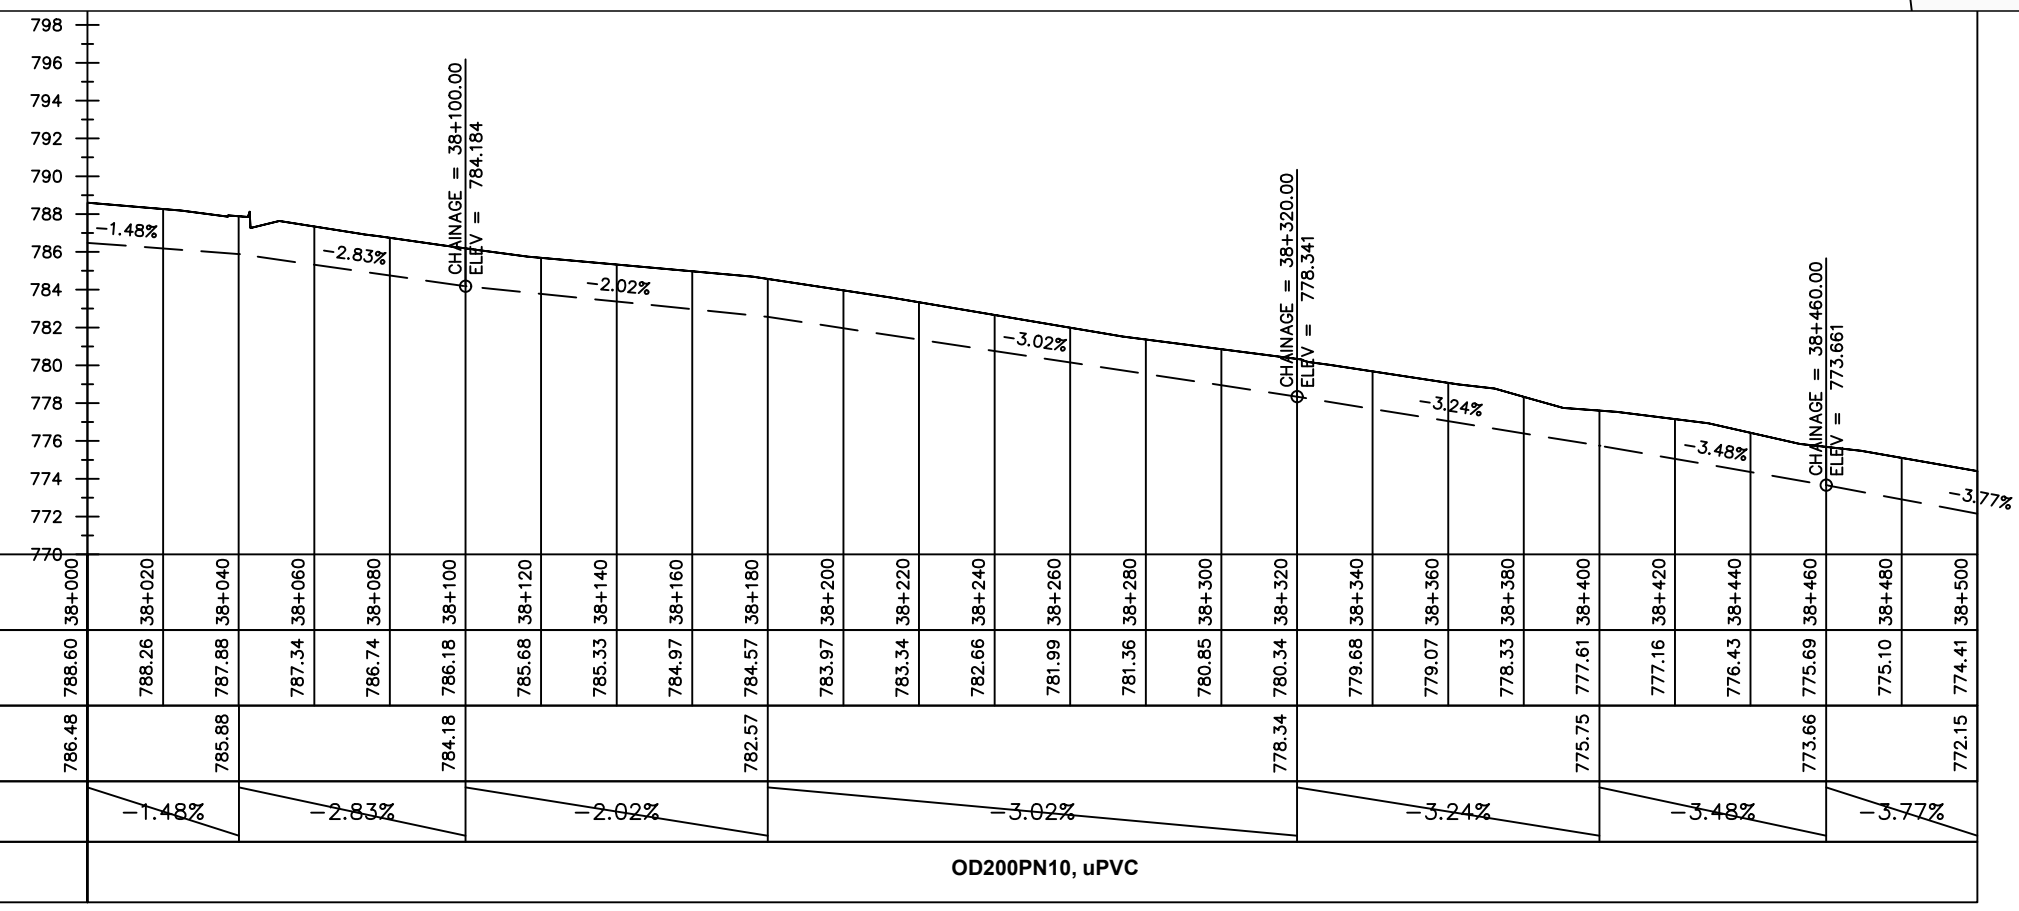 798
796
794
792
790
788
786
784
782
780
778
776
774
772
770
CHAINAGE = 38+100.00
ELEV = 784.184
CHAINAGE = 38+320.00
ELEV = 778.341
CHAINAGE = 38+460.00
ELEV = 773.661
-1.48%
-2.83%
-2.02%
-3.02%
-3.24%
-3.48%
-3.77%
38+000 38+020 38+040 38+060 38+080 38+100 38+120 38+140 38+160 38+180 38+200 38+220 38+240 38+260 38+280 38+300 38+320 38+340 38+360 38+380 38+400 38+420 38+440 38+460 38+480 38+500
788.60 788.26 787.88 787.34 786.74 786.18 785.68 785.33 784.97 784.57 783.97 783.34 782.66 781.99 781.36 780.85 780.34 779.68 779.07 778.33 777.61 777.16 776.43 775.69 775.10 774.41
786.48 785.88 784.18 782.57 778.34 775.75 773.66 772.15
-1.48% -2.83% -2.02% -3.02% -3.24% -3.48% -3.77%
OD200PN10, uPVC